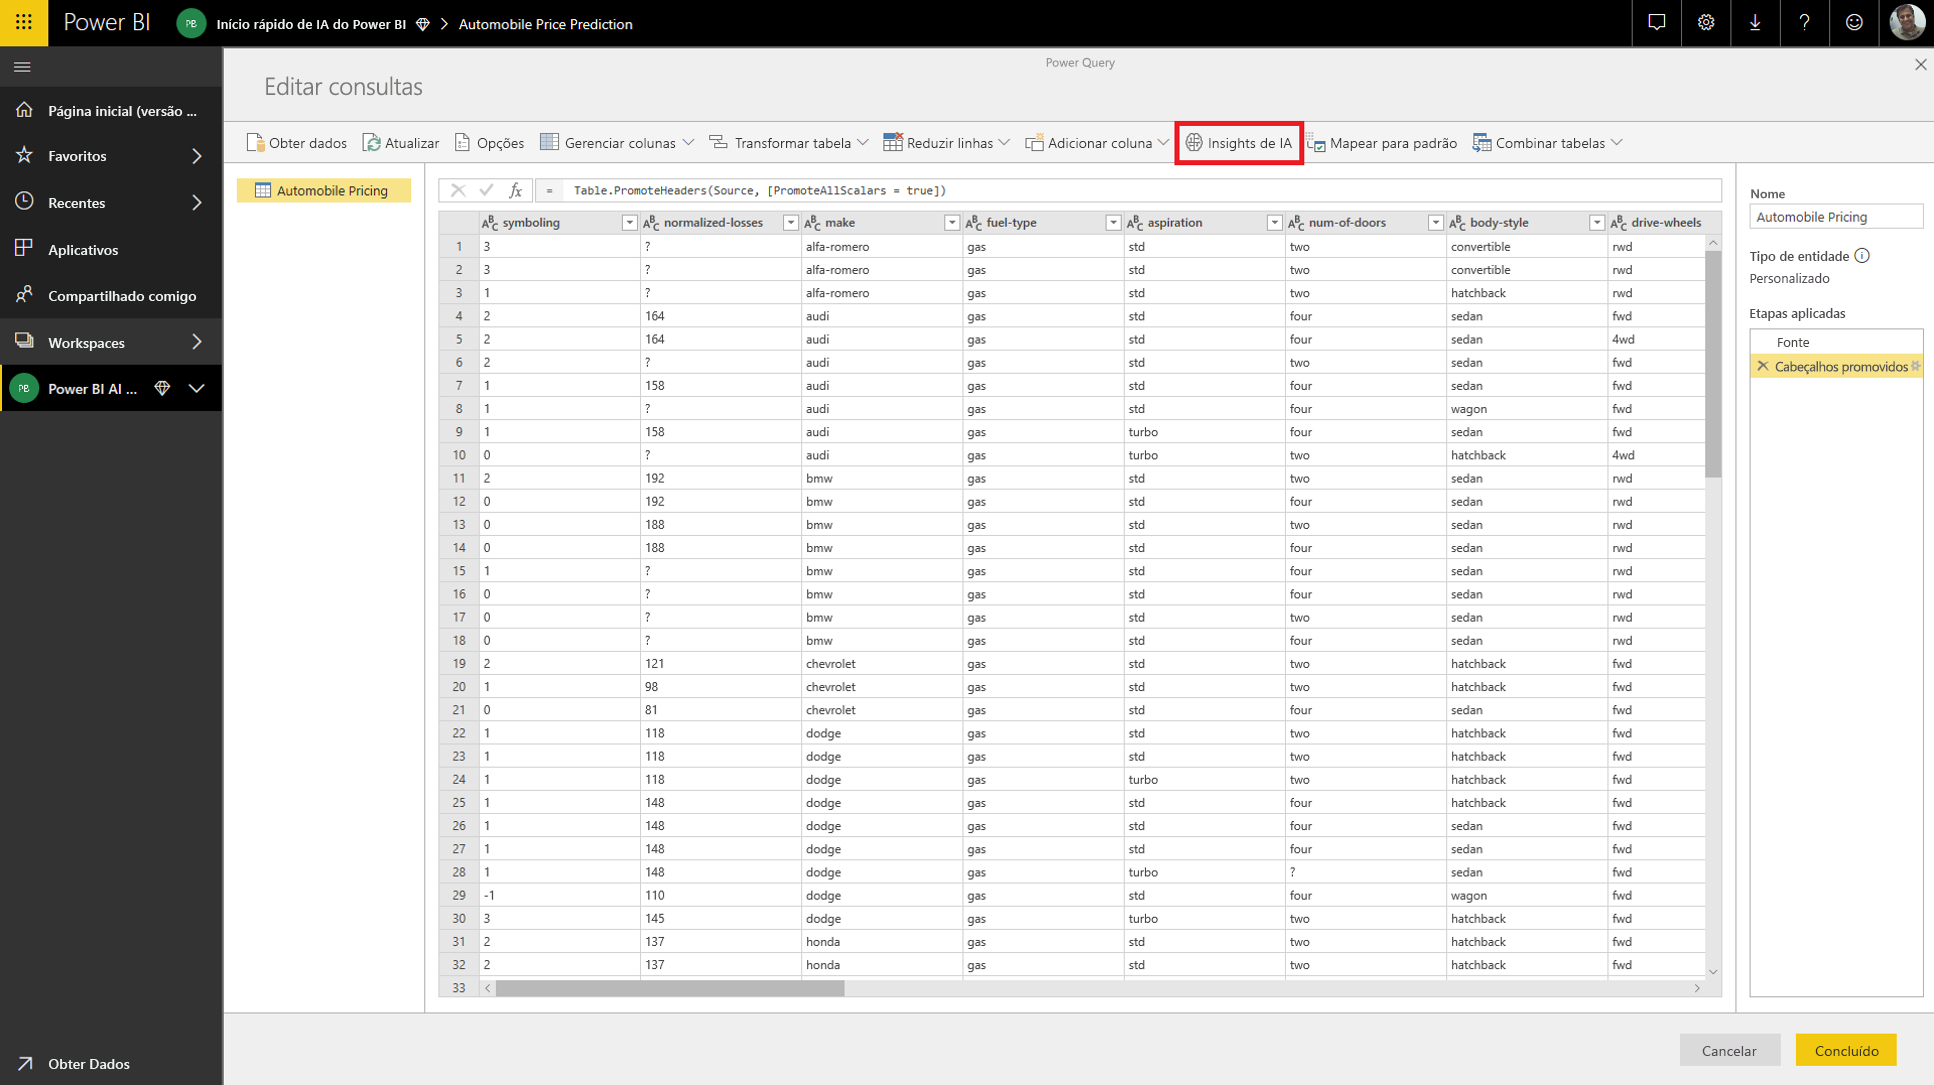 Power BI PB Início rápido de IA do Power BI > Automobile Price Prediction ?
Power Query
Editar consultas
Página inicial (versão ...
Favoritos
Recentes
Aplicativos
Compartilhado comigo
Workspaces
PB Power BI AI ...
Obter Dados
Obter dados Atualizar Opções Gerenciar colunas Transformar tabela Reduzir linhas Adicionar coluna Insights de IA Mapear para padrão Combinar tabelas
Automobile Pricing
fx = Table.PromoteHeaders(Source, [PromoteAllScalars = true])
ABC symboling ABC normalized-losses ABC make ABC fuel-type ABC aspiration ABC num-of-doors ABC body-style ABC drive-wheels
1 3 ? alfa-romero gas std two convertible rwd
2 3 ? alfa-romero gas std two convertible rwd
3 1 ? alfa-romero gas std two hatchback rwd
4 2 164 audi gas std four sedan fwd
5 2 164 audi gas std four sedan 4wd
6 2 ? audi gas std two sedan fwd
7 1 158 audi gas std four sedan fwd
8 1 ? audi gas std four wagon fwd
9 1 158 audi gas turbo four sedan fwd
10 0 ? audi gas turbo two hatchback 4wd
11 2 192 bmw gas std two sedan rwd
12 0 192 bmw gas std four sedan rwd
13 0 188 bmw gas std two sedan rwd
14 0 188 bmw gas std four sedan rwd
15 1 ? bmw gas std four sedan rwd
16 0 ? bmw gas std four sedan rwd
17 0 ? bmw gas std two sedan rwd
18 0 ? bmw gas std four sedan rwd
19 2 121 chevrolet gas std two hatchback fwd
20 1 98 chevrolet gas std two hatchback fwd
21 0 81 chevrolet gas std four sedan fwd
22 1 118 dodge gas std two hatchback fwd
23 1 118 dodge gas std two hatchback fwd
24 1 118 dodge gas turbo two hatchback fwd
25 1 148 dodge gas std four hatchback fwd
26 1 148 dodge gas std four sedan fwd
27 1 148 dodge gas std four sedan fwd
28 1 148 dodge gas turbo ? sedan fwd
29 -1 110 dodge gas std four wagon fwd
30 3 145 dodge gas turbo two hatchback fwd
31 2 137 honda gas std two hatchback fwd
32 2 137 honda gas std two hatchback fwd
33
Nome
Automobile Pricing
Tipo de entidade
Personalizado
Etapas aplicadas
Fonte
Cabeçalhos promovidos
Cancelar Concluído